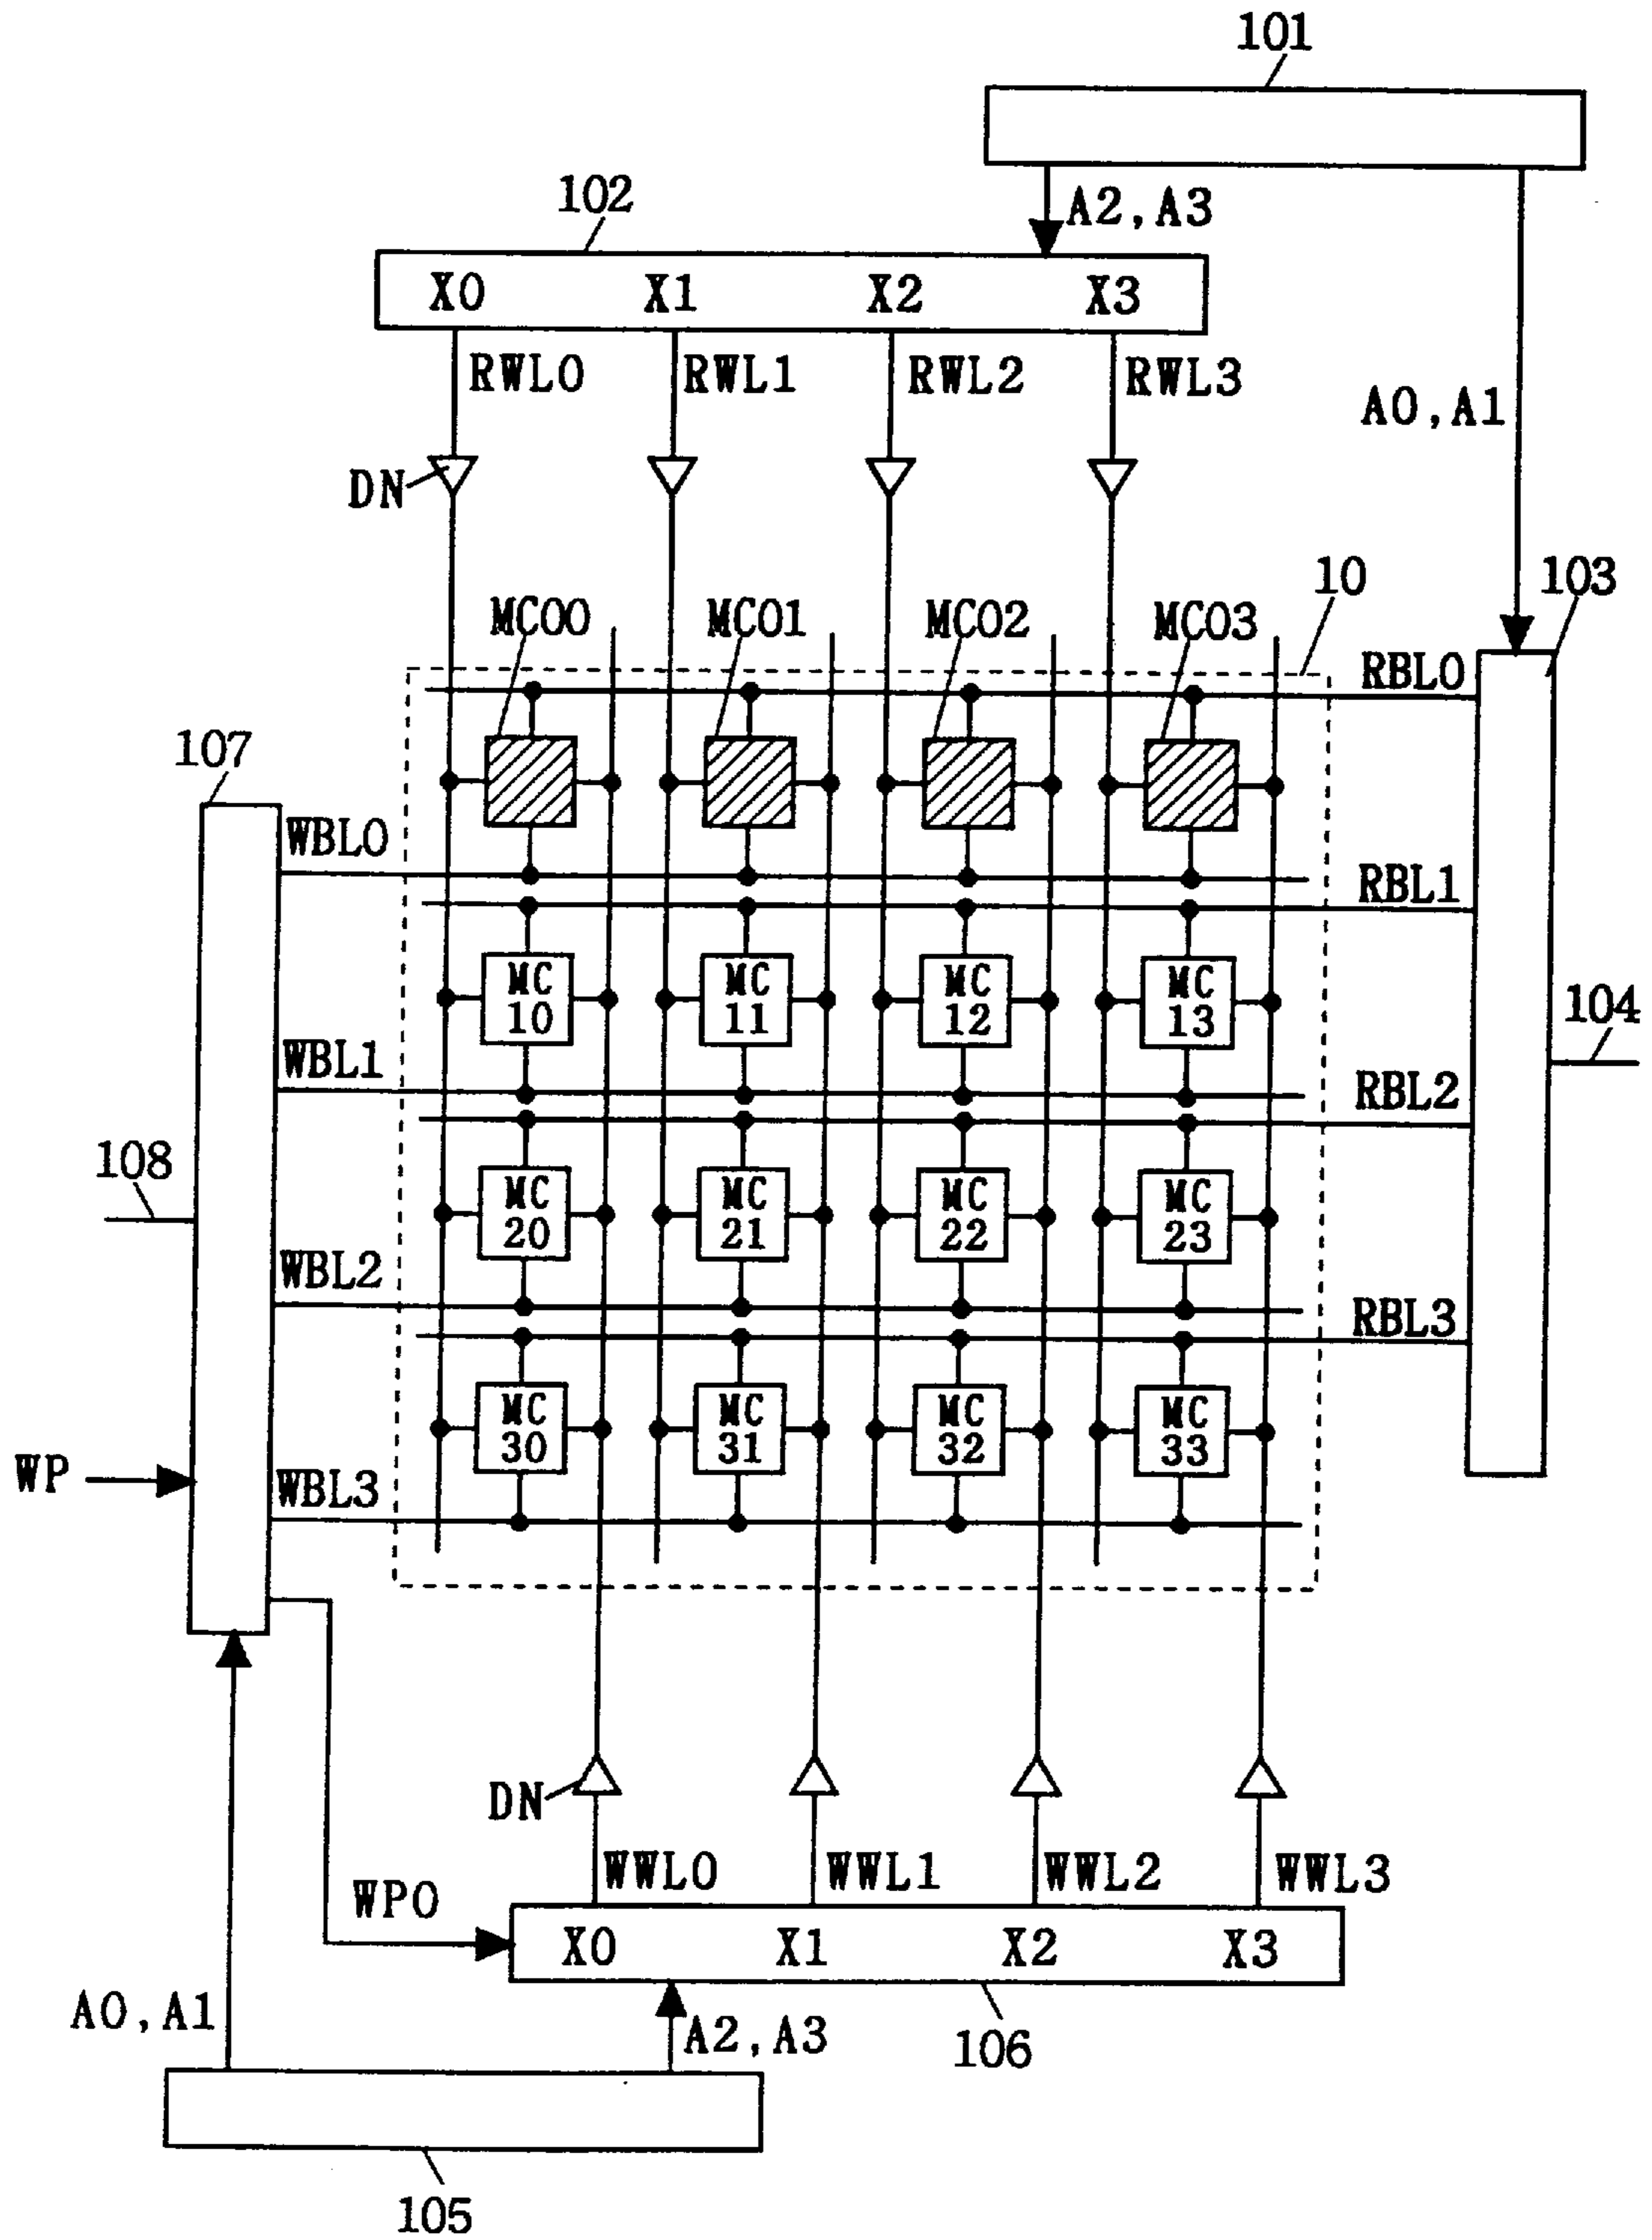 101
A2,A3
102
X0 X1 X2 X3
RWL0 RWL1 RWL2 RWL3
A0,A1
DN
10
103
MC00 MC01 MC02 MC03
RBL0
107
WBL0
RBL1
MC 10
MC 11
MC 12
MC 13
104
WBL1
RBL2
108
MC 20
MC 21
MC 22
MC 23
WBL2
RBL3
MC 30
MC 31
MC 32
MC 33
WP
WBL3
DN
WWL0 WWL1 WWL2 WWL3
WP0
X0 X1 X2 X3
A0,A1
A2,A3
106
105